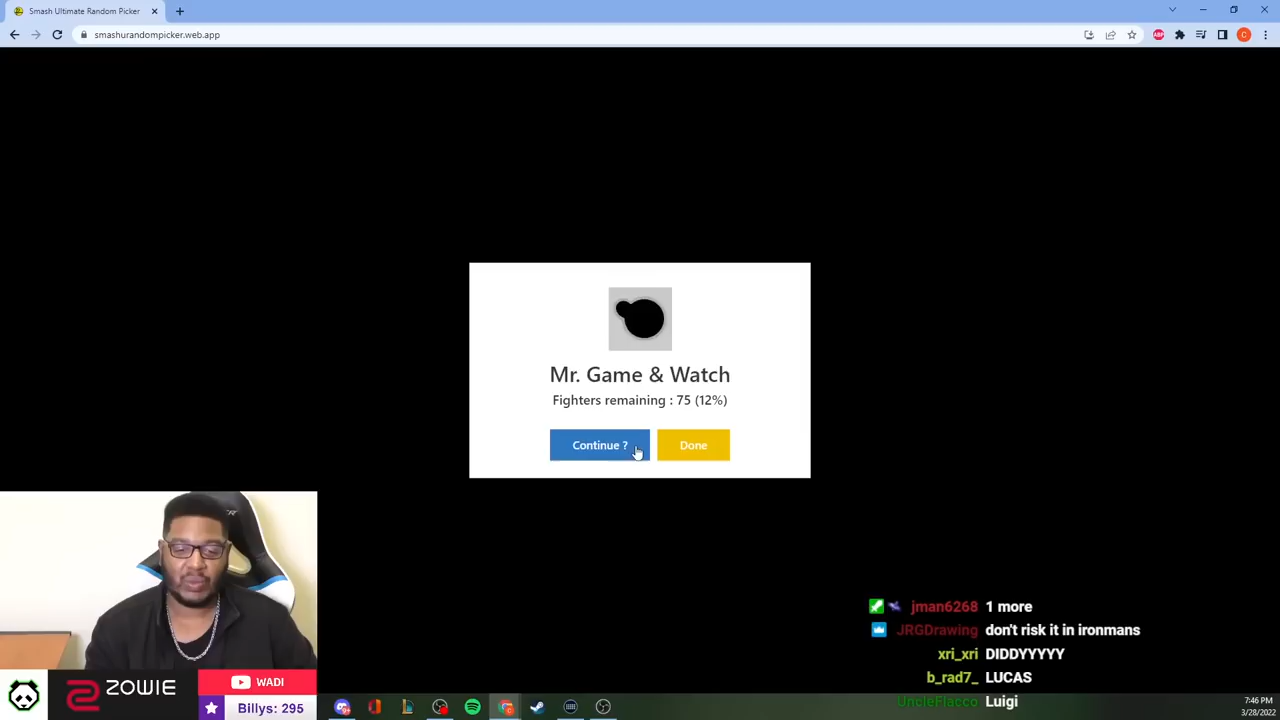 Smash Ultimate Random Picker
smashurandompicker.web.app
ABP
C
Mr. Game & Watch
Fighters remaining : 75 (12%)
Continue ?
Done
jman6268 1 more
JRGDrawing don't risk it in ironmans
xri_xri DIDDYYYYY
b_rad7_ LUCAS
UncleFlacco Luigi
ZOWIE
WADI
Billys: 295
7:46 PM
3/28/2022